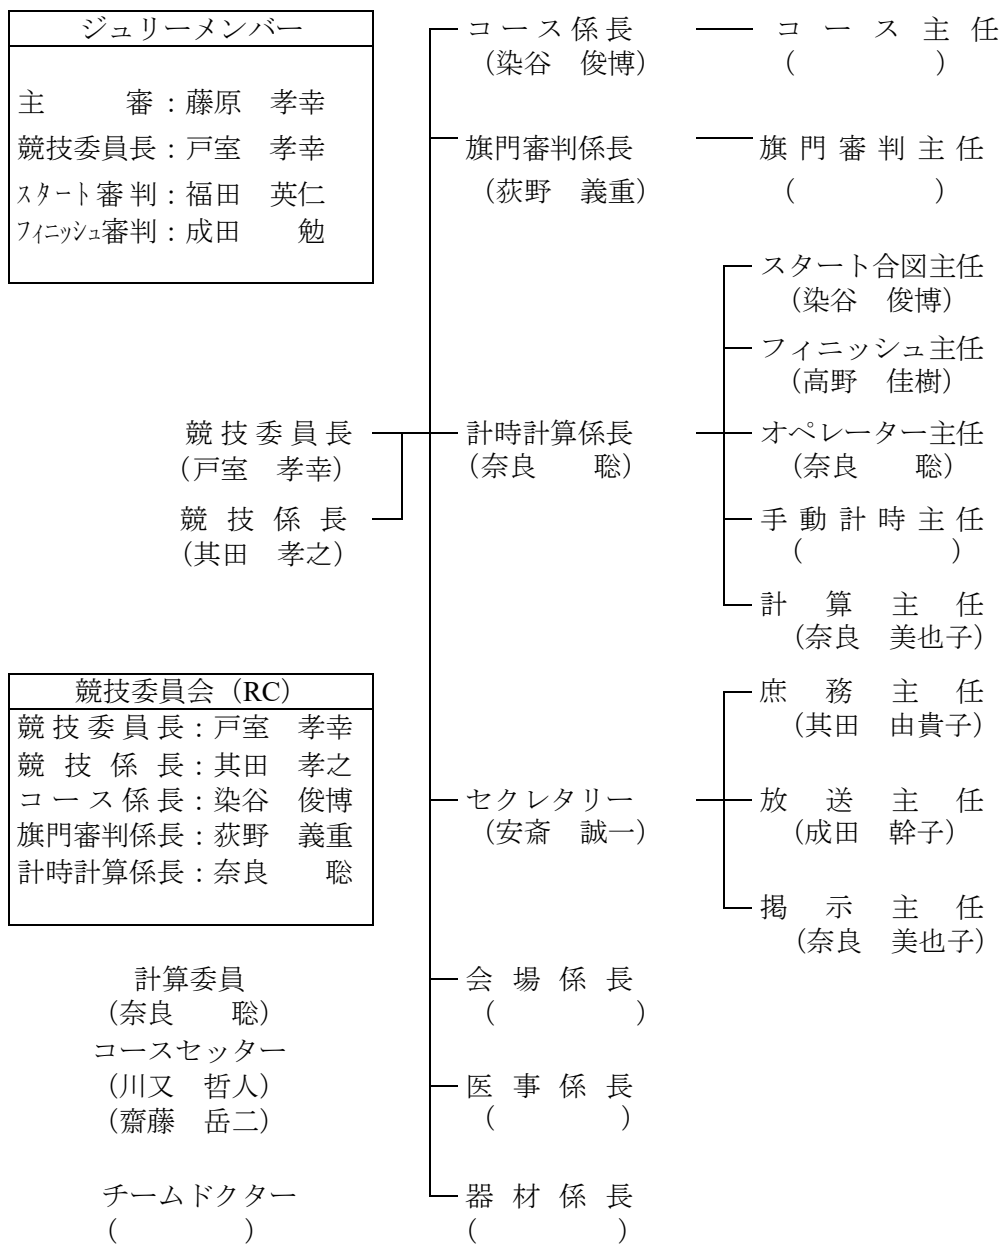 ジュリーメンバー
主　　審：藤原　孝幸
競技委員長：戸室　孝幸
スタート審判：福田　英仁
フィニッシュ審判：成田　　勉
競技委員長
（戸室　孝幸）
競技係長
（其田　孝之）
競技委員会（RC）
競技委員長：戸室　孝幸
競技係長：其田　孝之
コース係長：染谷　俊博
旗門審判係長：荻野　義重
計時計算係長：奈良　　聡
計算委員
（奈良　　聡）
コースセッター
（川又　哲人）
（齋藤　岳二）
チームドクター
（　　　　　）
コース係長
（染谷　俊博）
旗門審判係長
（荻野　義重）
計時計算係長
（奈良　　聡）
セクレタリー
（安斎　誠一）
会場係長
（　　　　　）
医事係長
（　　　　　）
器材係長
（　　　　　）
コース主任
（　　　　　）
旗門審判主任
（　　　　　）
スタート合図主任
（染谷　俊博）
フィニッシュ主任
（高野　佳樹）
オペレーター主任
（奈良　　聡）
手動計時主任
（　　　　　）
計算主任
（奈良　美也子）
庶務主任
（其田　由貴子）
放送主任
（成田　幹子）
掲示主任
（奈良　美也子）